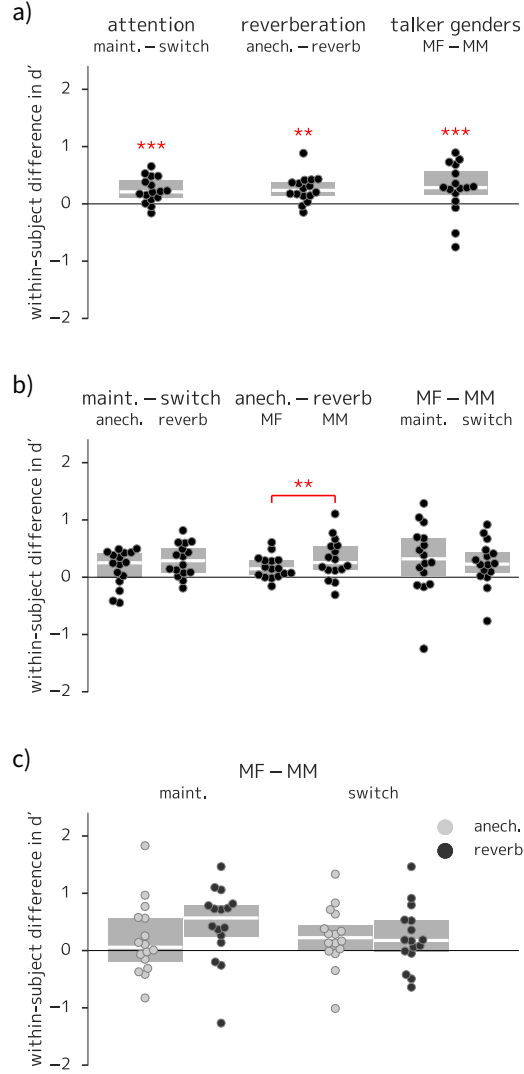 a)
attention reverberation talker genders
maint. – switch anech. – reverb MF – MM
within-subject difference in d′
2
1
0
−1
−2
*** ** ***
b)
maint. – switch anech. – reverb MF – MM
anech. reverb MF MM maint. switch
within-subject difference in d′
2
1
0
−1
−2
**
c)
MF – MM
maint. switch
within-subject difference in d′
2
1
0
−1
−2
anech.
reverb